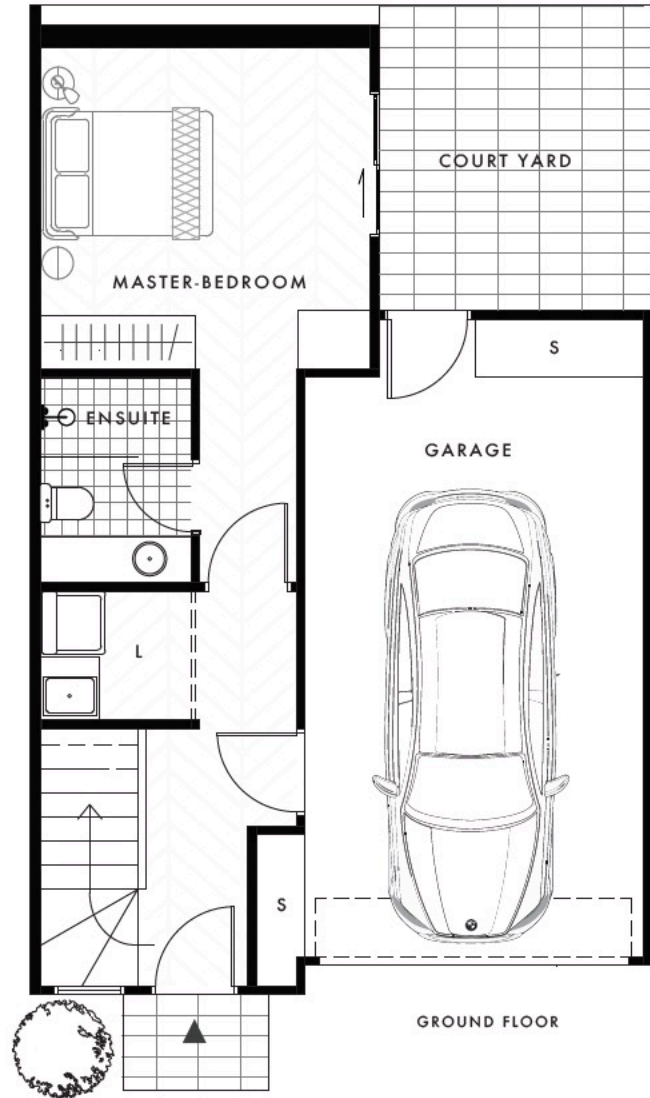 COURT YARD
MASTER-BEDROOM
S
ENSUITE
GARAGE
L
S
GROUND FLOOR